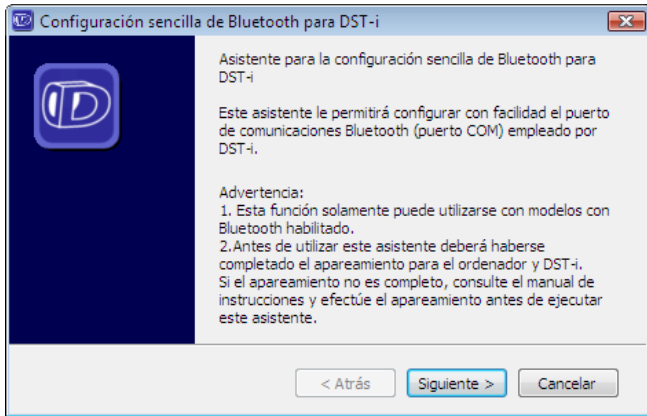 Configuración sencilla de Bluetooth para DST-i
Asistente para la configuración sencilla de Bluetooth para
DST-i
Este asistente le permitirá configurar con facilidad el puerto
de comunicaciones Bluetooth (puerto COM) empleado por
DST-i.
Advertencia:
1. Esta función solamente puede utilizarse con modelos con
Bluetooth habilitado.
2.Antes de utilizar este asistente deberá haberse
completado el apareamiento para el ordenador y DST-i.
Si el apareamiento no es completo, consulte el manual de
instrucciones y efectúe el apareamiento antes de ejecutar
este asistente.
< Atrás Siguiente > Cancelar